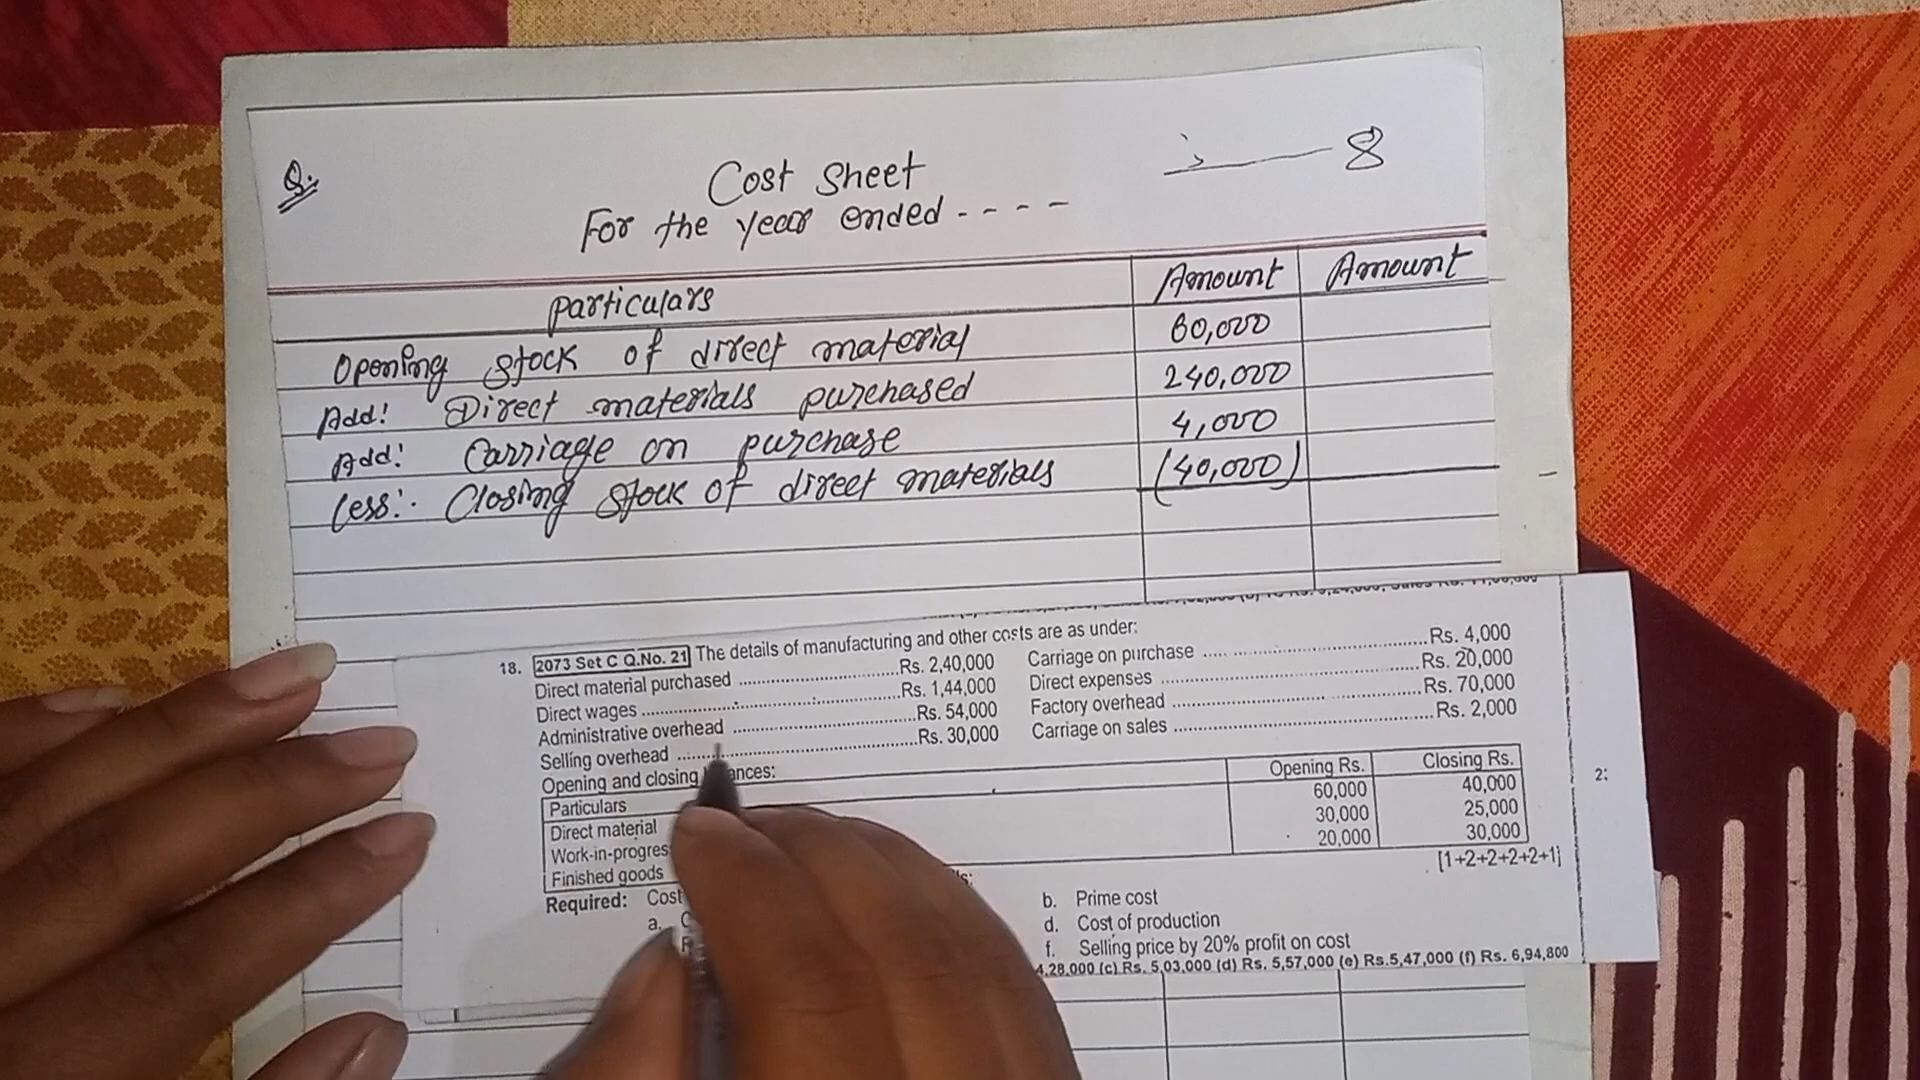 Q.
Cost Sheet
8
For the year ended - - - -
Particulars Amount Amount
Opening stock of direct material 60,000
Add: Direct materials purchased 240,000
Add: Carriage on purchase 4,000
Less:- Closing stock of direct materials (40,000)
18. 2073 Set C Q.No. 21 The details of manufacturing and other costs are as under:
Direct material purchased Rs. 2,40,000 Carriage on purchase Rs. 4,000
Direct wages Rs. 1,44,000 Direct expenses Rs. 20,000
Administrative overhead Rs. 54,000 Factory overhead Rs. 70,000
Selling overhead Rs. 30,000 Carriage on sales Rs. 2,000
Opening and closing
Particulars Opening Rs. Closing Rs.
Direct material 60,000 40,000
Work-in-progres 30,000 25,000
Finished goods 20,000 30,000
[1+2+2+2+2+1]
Required: Cost
a. b. Prime cost
d. Cost of production
f. Selling price by 20% profit on cost
4,28,000 (c) Rs. 5,03,000 (d) Rs. 5,57,000 (e) Rs.5,47,000 (f) Rs. 6,94,800
2: